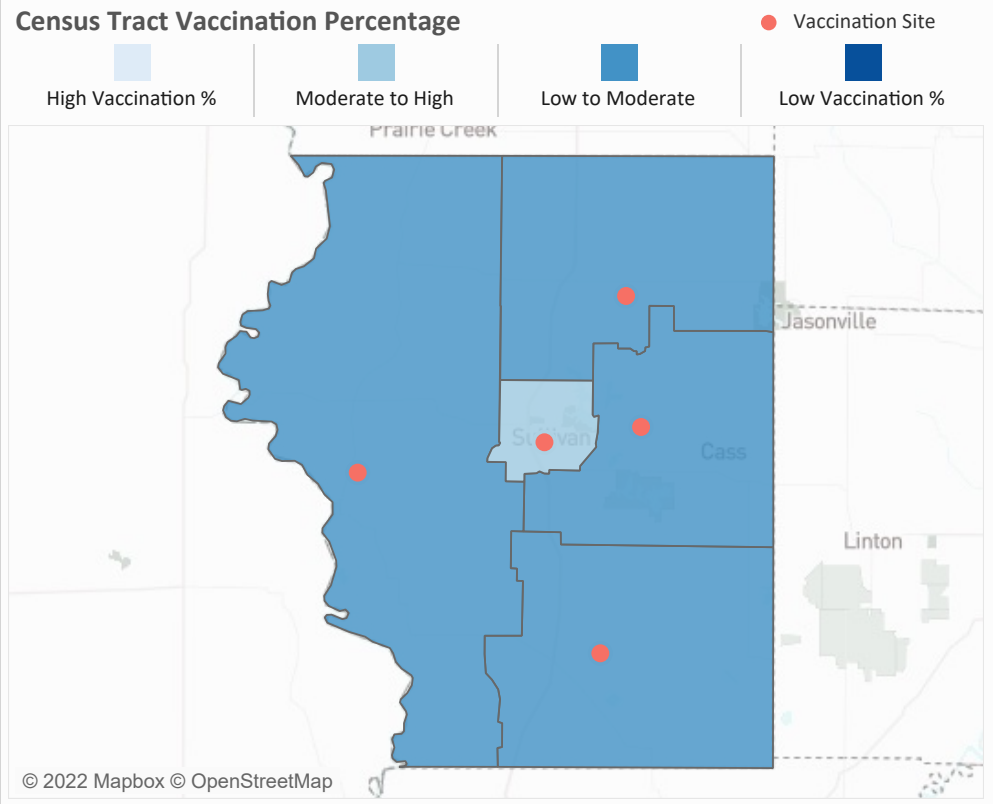 Census Tract Vaccination Percentage
Vaccination Site
High Vaccination %
Moderate to High
Low to Moderate
Low Vaccination %
Prairie Creek
Jasonville
Sullivan
Cass
Linton
© 2022 Mapbox © OpenStreetMap